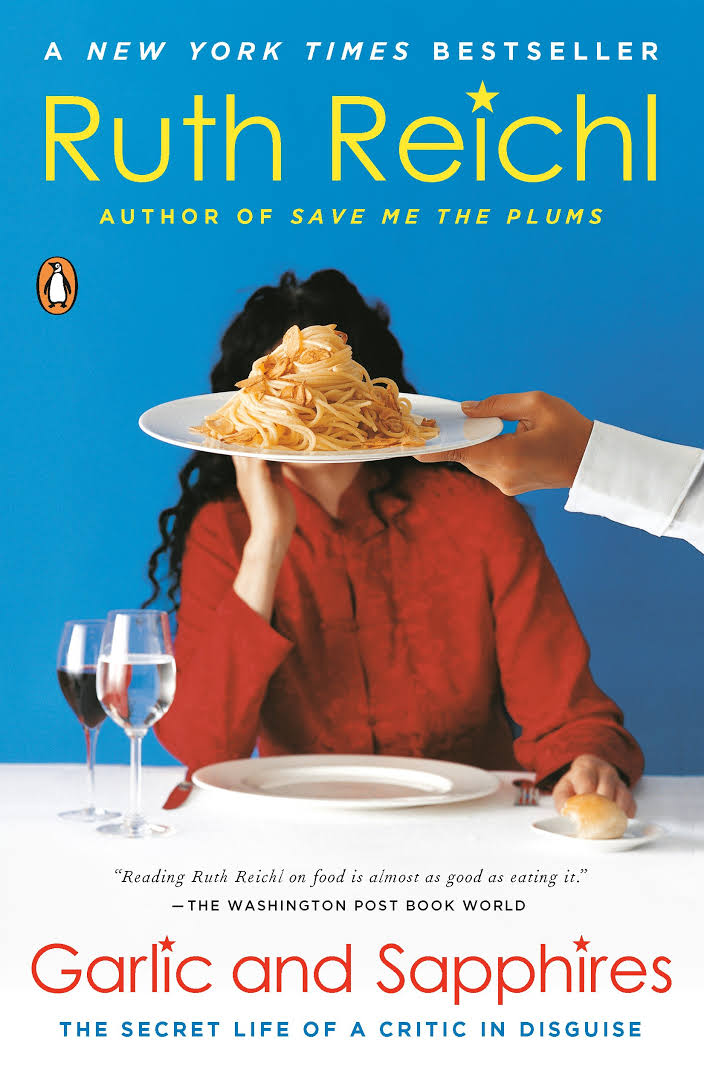 A NEW YORK TIMES BESTSELLER
Ruth Reichl
AUTHOR OF SAVE ME THE PLUMS
“Reading Ruth Reichl on food is almost as good as eating it.”
—THE WASHINGTON POST BOOK WORLD
Garlic and Sapphires
THE SECRET LIFE OF A CRITIC IN DISGUISE